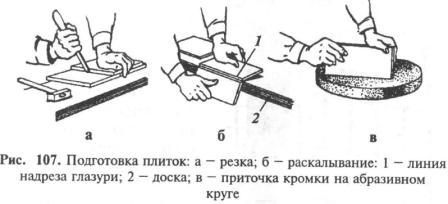 1
2
а
б
в
Рис. 107. Подготовка плиток: а – резка; б – раскалывание: 1 – линия
надреза глазури; 2 – доска; в – приточка кромки на абразивном
круге